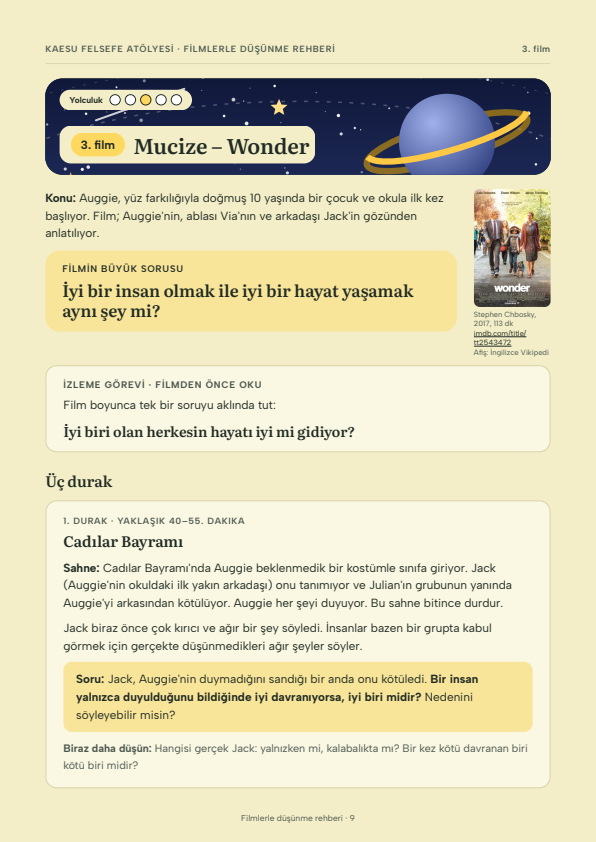 KAESU FELSEFE ATÖLYESİ · FİLMLERLE DÜŞÜNME REHBERİ
3. film
Yolculuk
3. film
Mucize – Wonder
Konu: Auggie, yüz farkılığıyla doğmuş 10 yaşında bir çocuk ve okula ilk kez
başlıyor. Film; Auggie'nin, ablası Via'nın ve arkadaşı Jack'in gözünden
anlatılıyor.
FİLMİN BÜYÜK SORUSU
İyi bir insan olmak ile iyi bir hayat yaşamak
aynı şey mi?
wonder
Stephen Chbosky,
2017, 113 dk
imdb.com/title/
tt2543472
Afiş: İngilizce Vikipedi
İZLEME GÖREVİ · FİLMDEN ÖNCE OKU
Film boyunca tek bir soruyu aklında tut:
İyi biri olan herkesin hayatı iyi mi gidiyor?
Üç durak
1. DURAK · YAKLAŞIK 40–55. DAKİKA
Cadılar Bayramı
Sahne: Cadılar Bayramı'nda Auggie beklenmedik bir kostümle sınıfa giriyor. Jack
(Auggie'nin okuldaki ilk yakın arkadaşı) onu tanımıyor ve Julian'ın grubunun yanında
Auggie'yi arkasından kötülüyor. Auggie her şeyi duyuyor. Bu sahne bitince durdur.
Jack biraz önce çok kırıcı ve ağır bir şey söyledi. İnsanlar bazen bir grupta kabul
görmek için gerçekte düşünmedikleri ağır şeyler söyler.
Soru: Jack, Auggie'nin duymadığını sandığı bir anda onu kötüledi. Bir insan
yalnızca duyulduğunu bildiğinde iyi davranıyorsa, iyi biri midir? Nedenini
söyleyebilir misin?
Biraz daha düşün: Hangisi gerçek Jack: yalnızken mi, kalabalıkta mı? Bir kez kötü davranan biri
kötü biri midir?
Filmlerle düşünme rehberi · 9